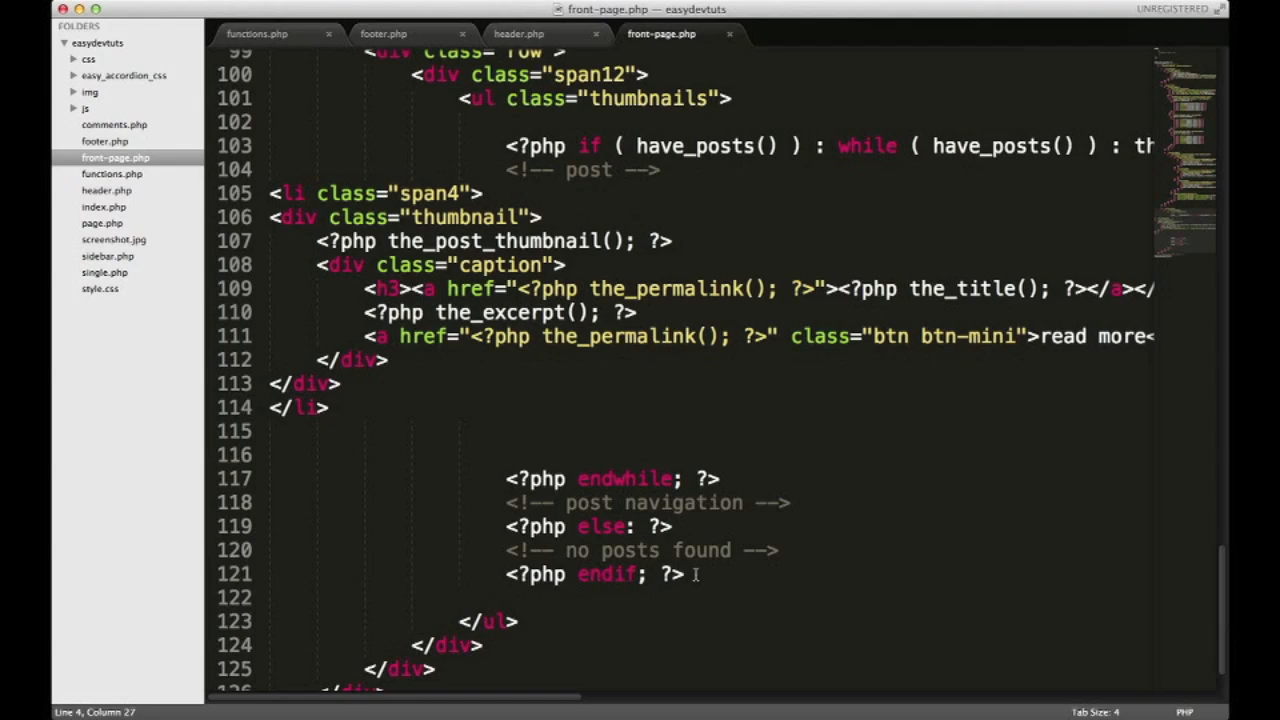 front-page.php — easydevtuts
UNREGISTERED
FOLDERS
easydevtuts
css
easy_accordion_css
img
js
comments.php
footer.php
front-page.php
functions.php
header.php
index.php
page.php
screenshot.jpg
sidebar.php
single.php
style.css
functions.php × footer.php × header.php × front-page.php ×
99 <div class="row">
100 <div class="span12">
101 <ul class="thumbnails">
102
103 <?php if ( have_posts() ) : while ( have_posts() ) : th
104 <!-- post -->
105 <li class="span4">
106 <div class="thumbnail">
107 <?php the_post_thumbnail(); ?>
108 <div class="caption">
109 <h3><a href="<?php the_permalink(); ?>"><?php the_title(); ?></a></
110 <?php the_excerpt(); ?>
111 <a href="<?php the_permalink(); ?>" class="btn btn-mini">read more<
112 </div>
113 </div>
114 </li>
115
116
117 <?php endwhile; ?>
118 <!-- post navigation -->
119 <?php else: ?>
120 <!-- no posts found -->
121 <?php endif; ?>
122
123 </ul>
124 </div>
125 </div>
126 </div>
Line 4, Column 27
Tab Size: 4
PHP